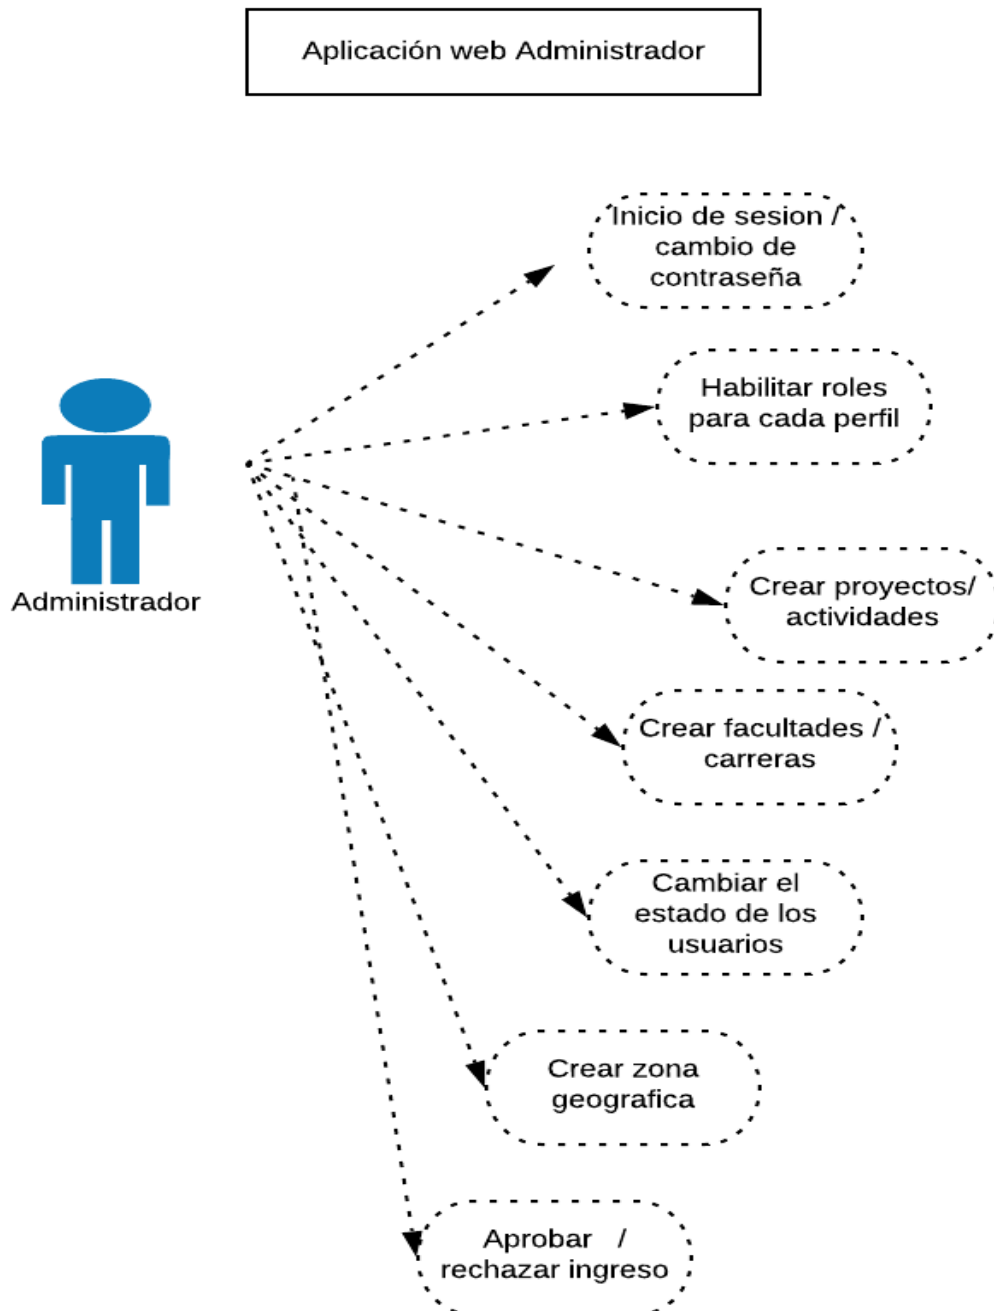 Aplicación web Administrador
Inicio de sesion /
cambio de
contraseña
Habilitar roles
para cada perfil
Administrador
Crear proyectos/
actividades
Crear facultades /
carreras
Cambiar el
estado de los
usuarios
Crear zona
geografica
Aprobar /
rechazar ingreso